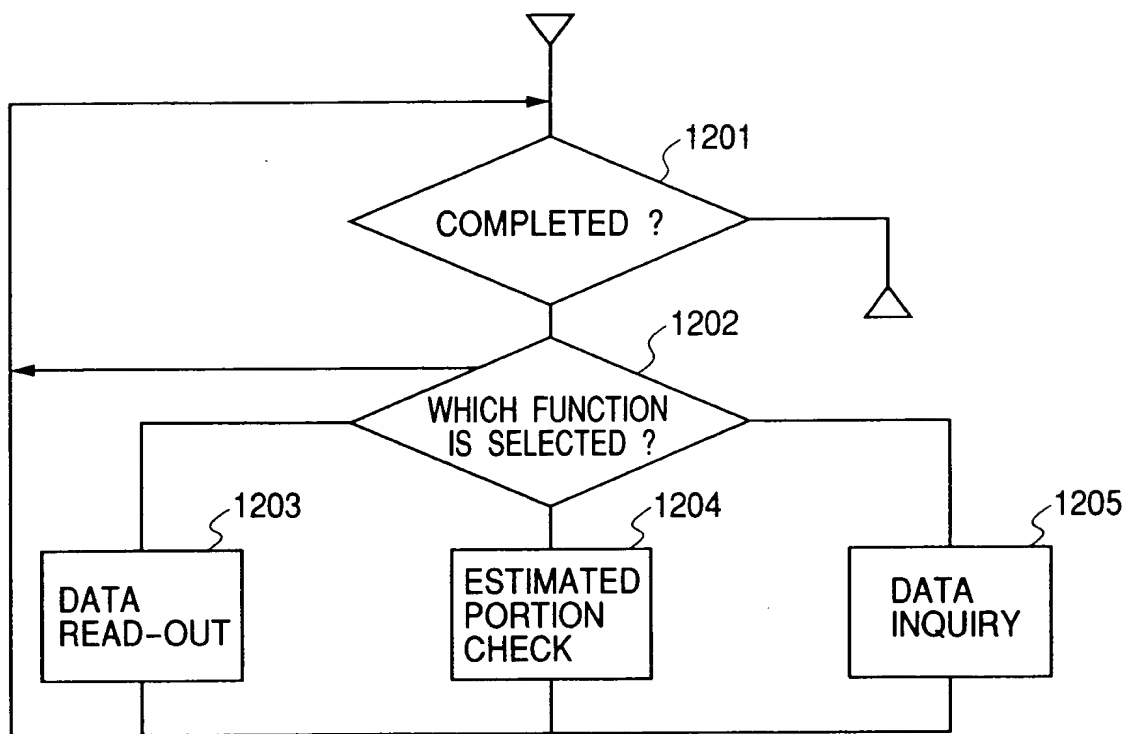 1201
COMPLETED ?
1202
WHICH FUNCTION
IS SELECTED ?
1203
1204
1205
DATA
READ-OUT
ESTIMATED
PORTION
CHECK
DATA
INQUIRY